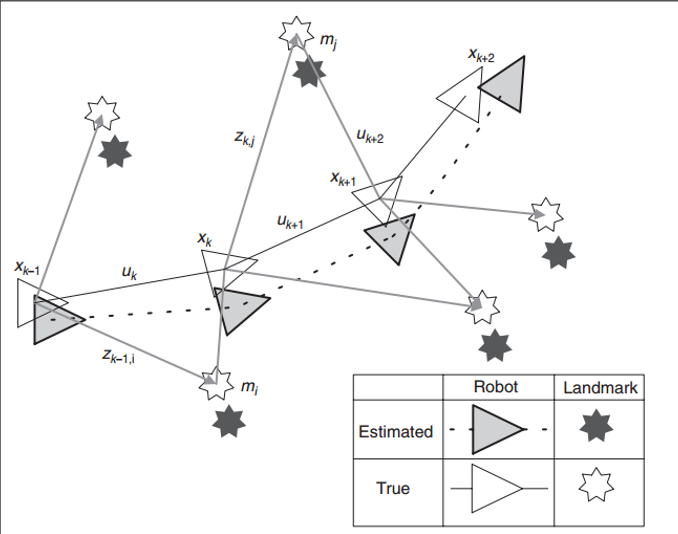 m_j
x_{k+2}
z_{k,j}
u_{k+2}
x_{k+1}
u_{k+1}
x_k
x_{k–1}
u_k
z_{k–1,i}
m_i
Robot Landmark
Estimated
True